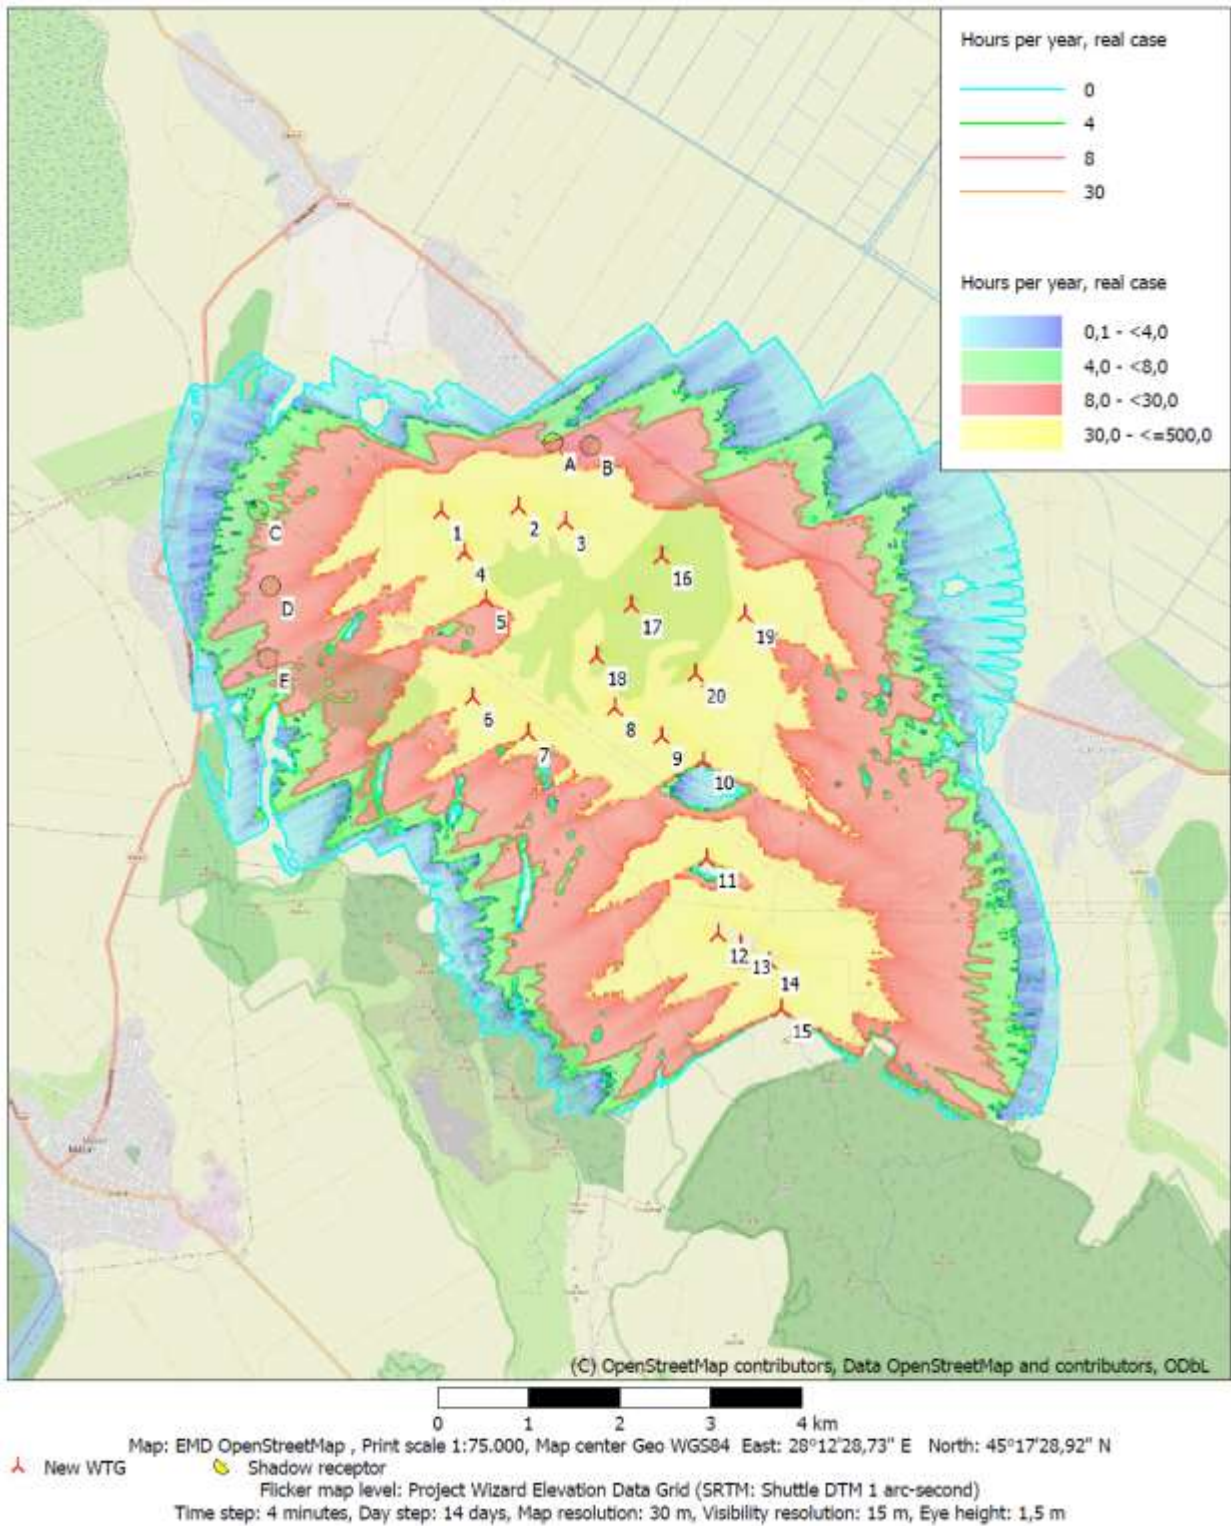 Hours per year, real case
0
4
8
30
Hours per year, real case
0,1 - <4,0
4,0 - <8,0
8,0 - <30,0
30,0 - <=500,0
A
B
C
D
E
1
2
3
4
5
16
17
18
19
20
6
7
8
9
10
11
12
13
14
15
(C) OpenStreetMap contributors, Data OpenStreetMap and contributors, ODbL
0 1 2 3 4 km
Map: EMD OpenStreetMap , Print scale 1:75.000, Map center Geo WGS84 East: 28°12'28,73" E North: 45°17'28,92" N
New WTG Shadow receptor
Flicker map level: Project Wizard Elevation Data Grid (SRTM: Shuttle DTM 1 arc-second)
Time step: 4 minutes, Day step: 14 days, Map resolution: 30 m, Visibility resolution: 15 m, Eye height: 1,5 m